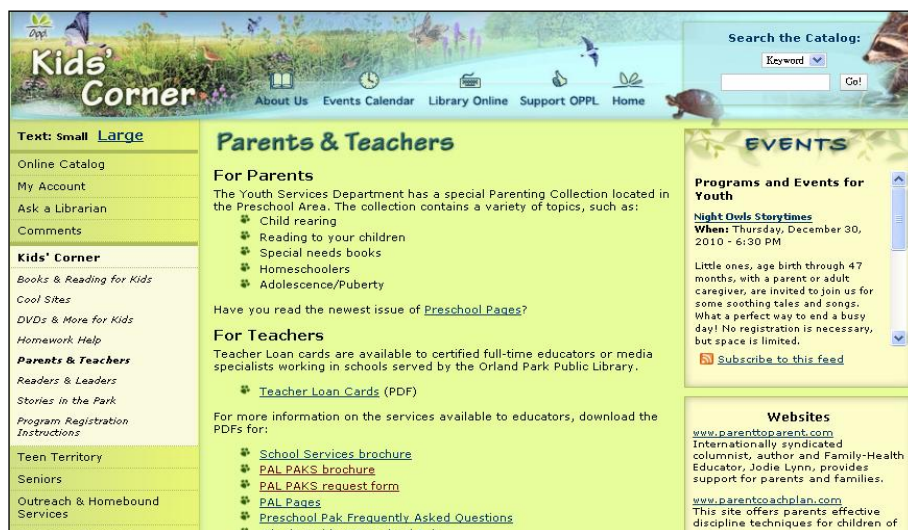 Oppl
Kids'
Corner
About Us Events Calendar Library Online Support OPPL Home
Search the Catalog:
Keyword
Go!
Text: Small Large
Online Catalog
My Account
Ask a Librarian
Comments
Kids' Corner
Books & Reading for Kids
Cool Sites
DVDs & More for Kids
Homework Help
Parents & Teachers
Readers & Leaders
Stories in the Park
Program Registration
Instructions
Teen Territory
Seniors
Outreach & Homebound
Services
Parents & Teachers
For Parents
The Youth Services Department has a special Parenting Collection located in
the Preschool Area. The collection contains a variety of topics, such as:
Child rearing
Reading to your children
Special needs books
Homeschoolers
Adolescence/Puberty
Have you read the newest issue of Preschool Pages?
For Teachers
Teacher Loan cards are available to certified full-time educators or media
specialists working in schools served by the Orland Park Public Library.
Teacher Loan Cards (PDF)
For more information on the services available to educators, download the
PDFs for:
School Services brochure
PAL PAKS brochure
PAL PAKS request form
PAL Pages
Preschool Pak Frequently Asked Questions
EVENTS
Programs and Events for
Youth
Night Owls Storytimes
When: Thursday, December 30,
2010 - 6:30 PM
Little ones, age birth through 47
months, with a parent or adult
caregiver, are invited to join us for
some soothing tales and songs.
What a perfect way to end a busy
day! No registration is necessary,
but space is limited.
Subscribe to this feed
Websites
www.parenttoparent.com
Internationally syndicated
columnist, author and Family-Health
Educator, Jodie Lynn, provides
support for parents and families.
www.parentcoachplan.com
This site offers parents effective
discipline techniques for children of